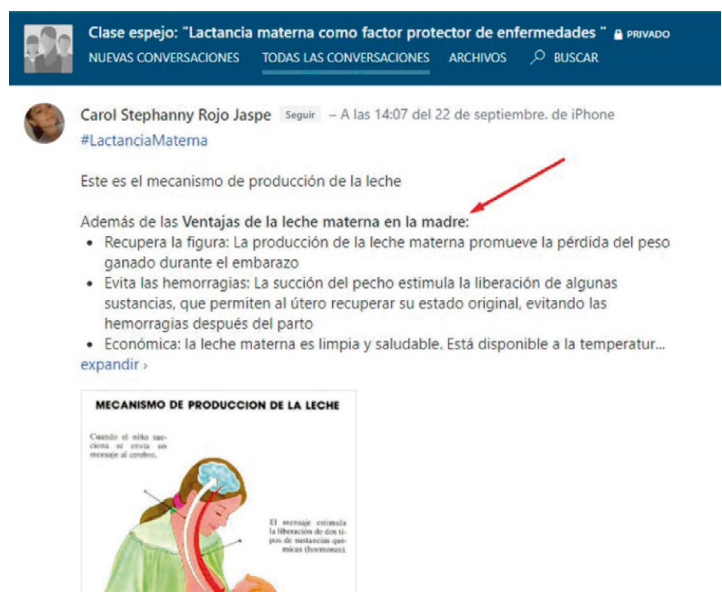 Clase espejo: "Lactancia materna como factor protector de enfermedades " PRIVADO
NUEVAS CONVERSACIONES TODAS LAS CONVERSACIONES ARCHIVOS BUSCAR
Carol Stephanny Rojo Jaspe Seguir – A las 14:07 del 22 de septiembre. de iPhone
#LactanciaMaterna
Este es el mecanismo de producción de la leche
Además de las Ventajas de la leche materna en la madre:
• Recupera la figura: La producción de la leche materna promueve la pérdida del peso
ganado durante el embarazo
• Evita las hemorragias: La succión del pecho estimula la liberación de algunas
sustancias, que permiten al útero recuperar su estado original, evitando las
hemorragias después del parto
• Económica: la leche materna es limpia y saludable. Está disponible a la temperatur...
expandir ›
MECANISMO DE PRODUCCION DE LA LECHE
Cuando el niño suc-
ciona se envía un
mensaje al cerebro.
El mensaje estimula
la liberación de dos ti-
pos de sustancias quí-
micas (hormonas).